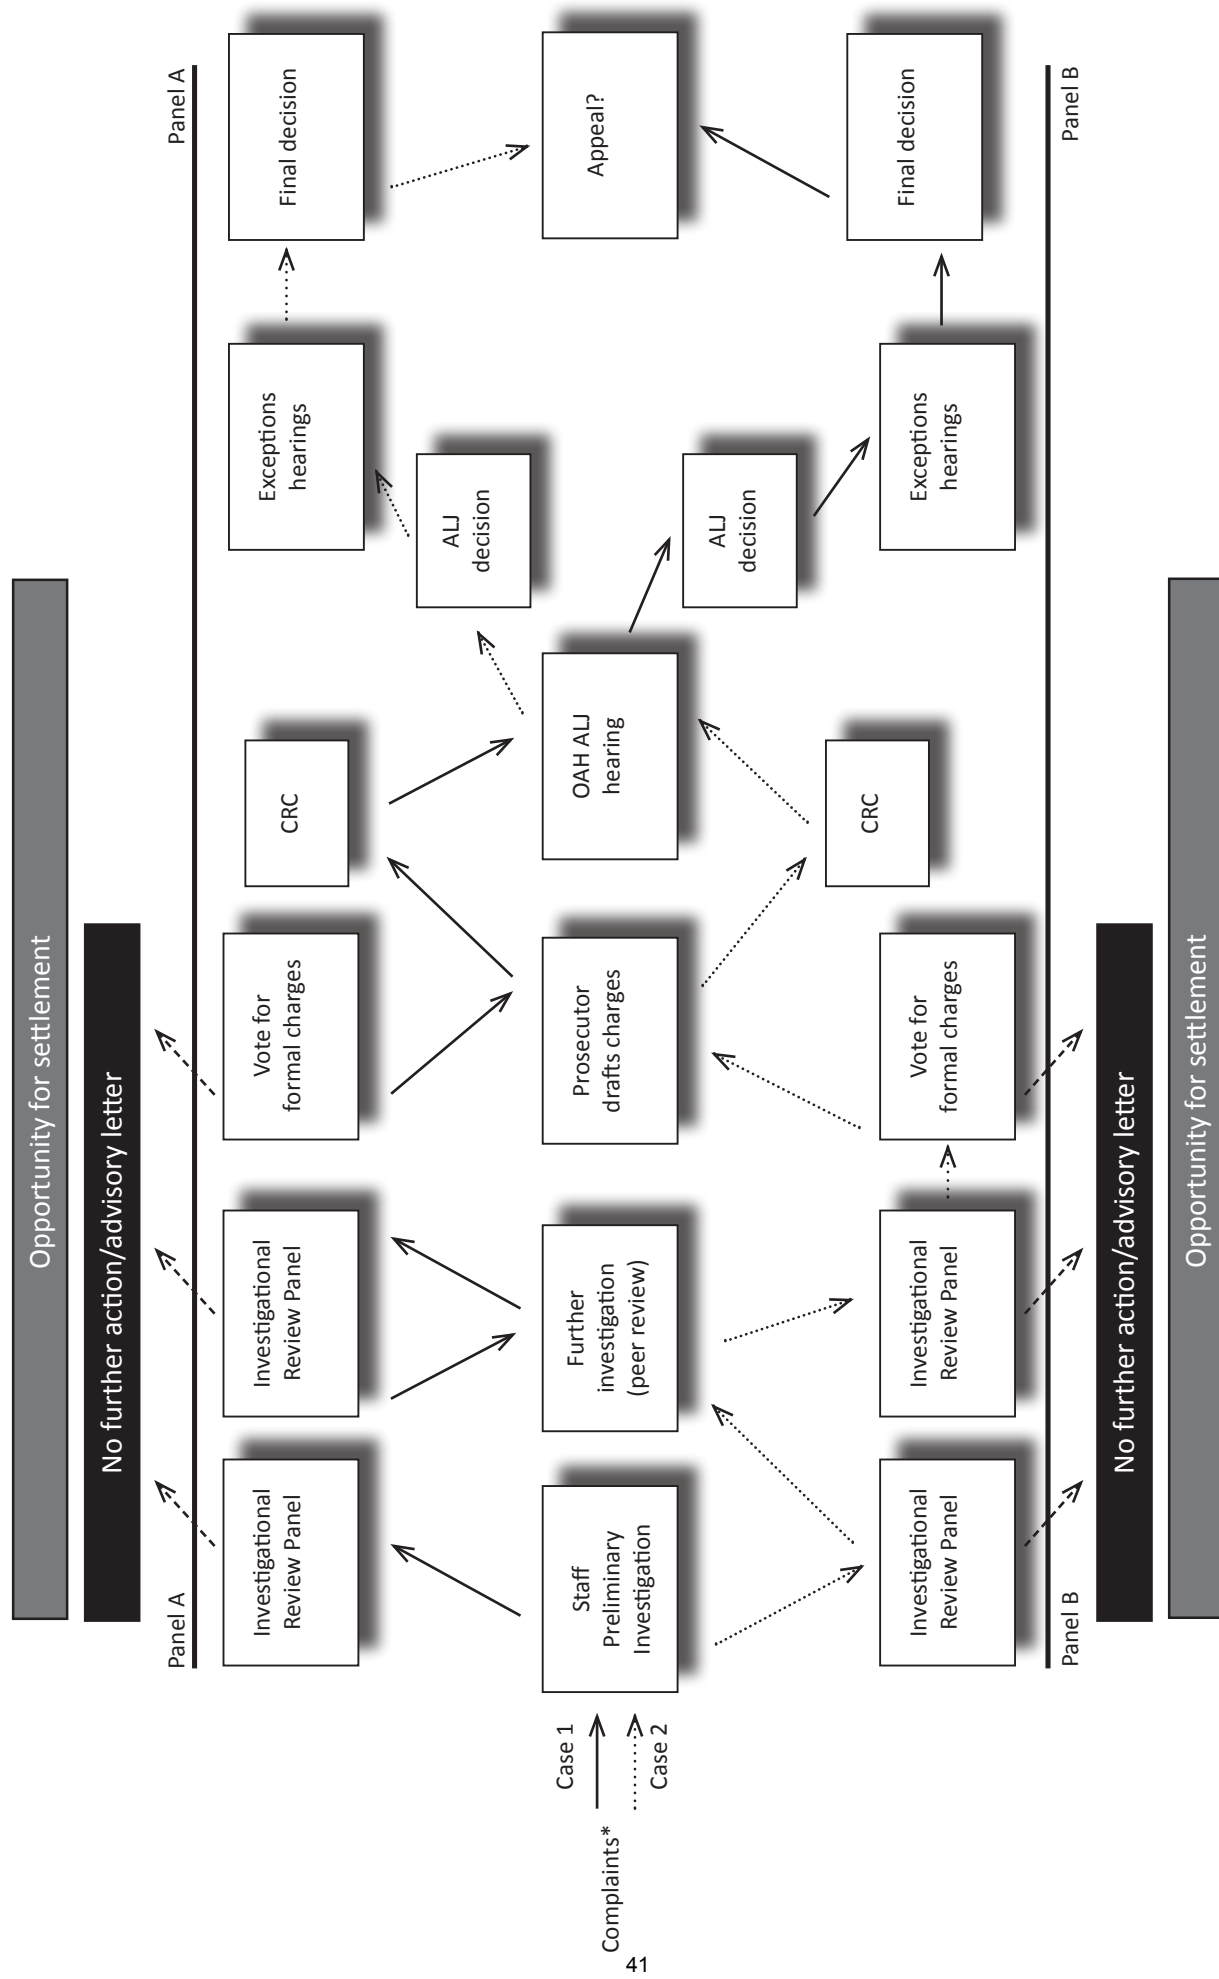 Opportunity for settlement
No further action/advisory letter
Panel A
Panel A
Investigational
Review Panel
Investigational
Review Panel
Vote for
formal charges
CRC
Exceptions
hearings
Final decision
ALJ
decision
Complaints*
Case 1
Case 2
Staff
Preliminary
Investigation
Further
investigation
(peer review)
Prosecutor
drafts charges
OAH ALJ
hearing
Appeal?
ALJ
decision
CRC
Investigational
Review Panel
Investigational
Review Panel
Vote for
formal charges
Exceptions
hearings
Final decision
Panel B
Panel B
No further action/advisory letter
Opportunity for settlement
41